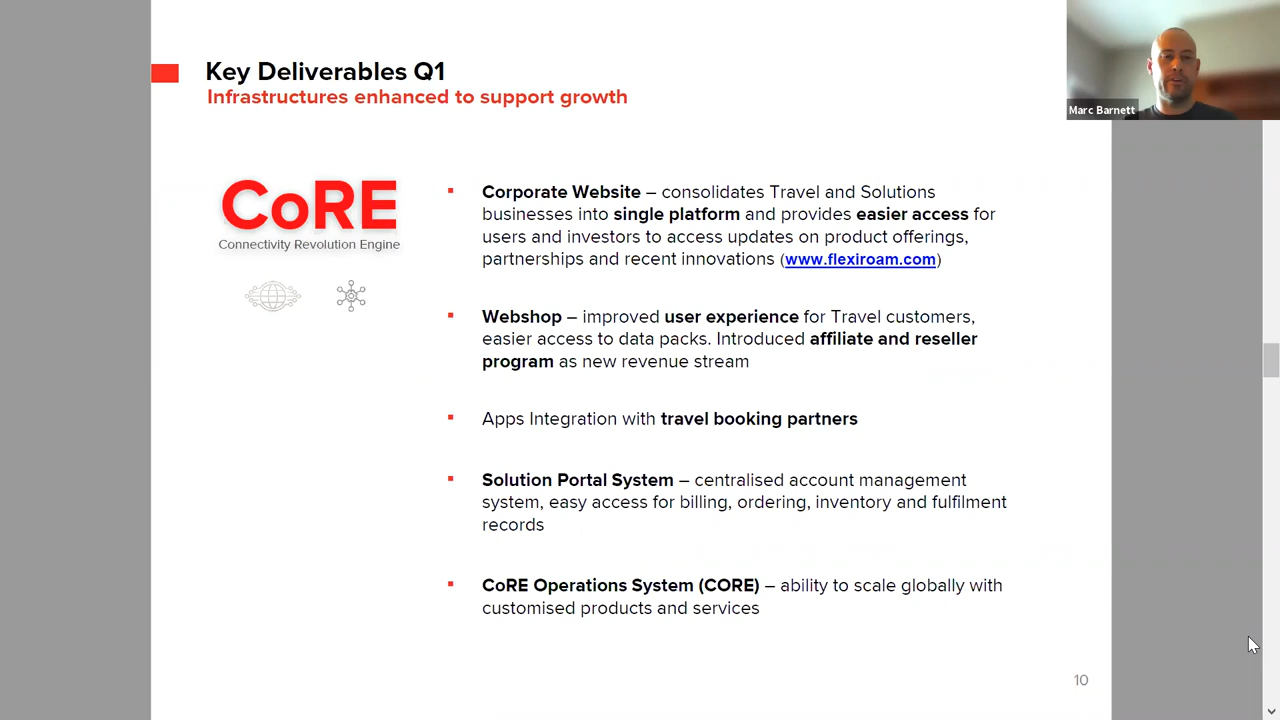 Key Deliverables Q1
Infrastructures enhanced to support growth
Marc Barnett
CoRE
Connectivity Revolution Engine
▪ Corporate Website – consolidates Travel and Solutions
businesses into single platform and provides easier access for
users and investors to access updates on product offerings,
partnerships and recent innovations (www.flexiroam.com)
▪ Webshop – improved user experience for Travel customers,
easier access to data packs. Introduced affiliate and reseller
program as new revenue stream
▪ Apps Integration with travel booking partners
▪ Solution Portal System – centralised account management
system, easy access for billing, ordering, inventory and fulfilment
records
▪ CoRE Operations System (CORE) – ability to scale globally with
customised products and services
10